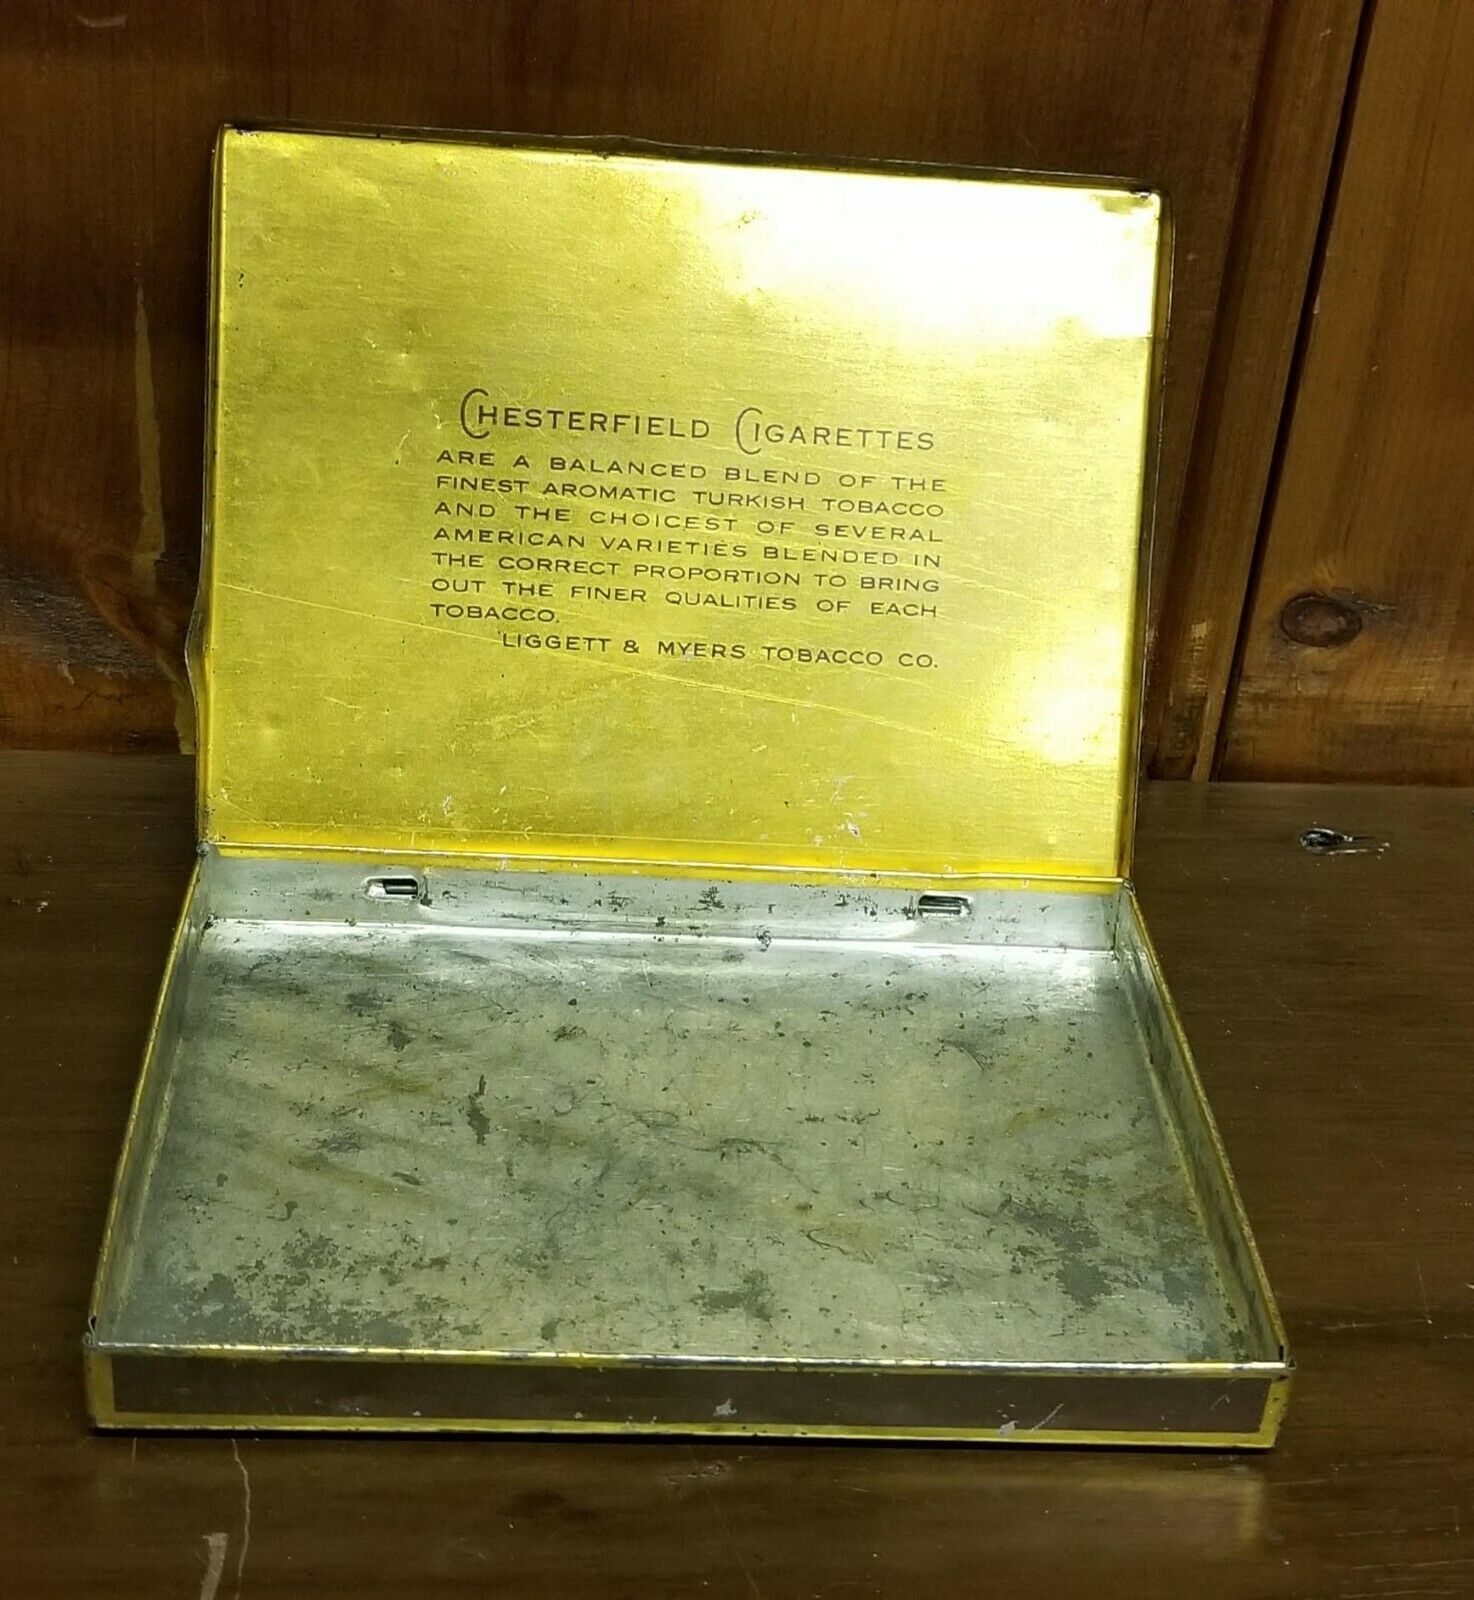 CHESTERFIELD CIGARETTES
ARE A BALANCED BLEND OF THE
FINEST AROMATIC TURKISH TOBACCO
AND THE CHOICEST OF SEVERAL
AMERICAN VARIETIES BLENDED IN
THE CORRECT PROPORTION TO BRING
OUT THE FINER QUALITIES OF EACH
TOBACCO.
LIGGETT & MYERS TOBACCO CO.